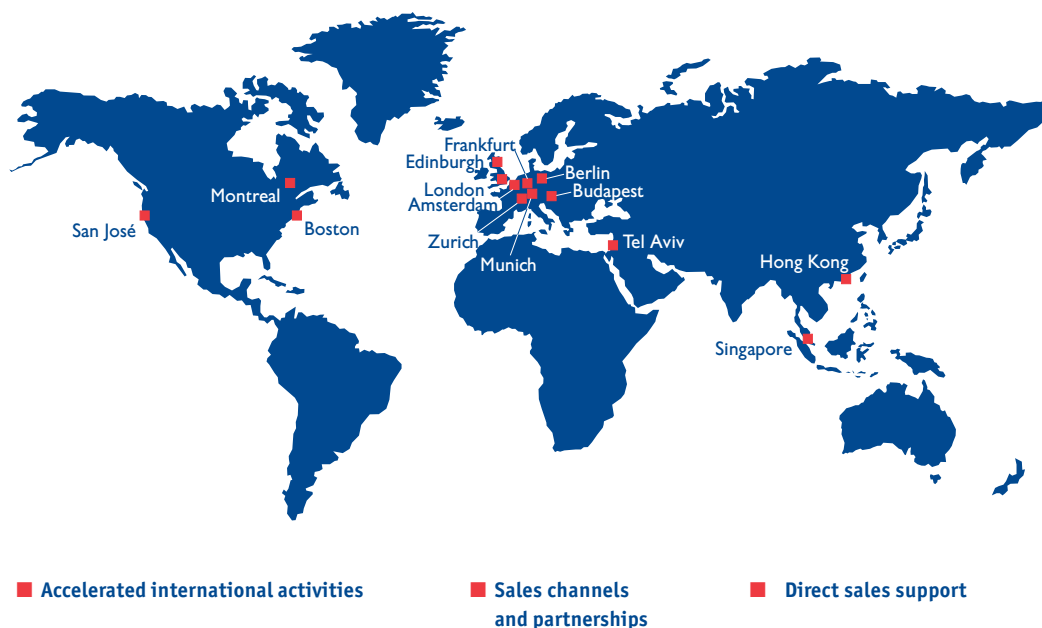 Frankfurt
Edinburgh
Berlin
Montreal
London
Budapest
Amsterdam
San José
Boston
Zurich
Tel Aviv
Munich
Hong Kong
Singapore
Accelerated international activities
Sales channels
and partnerships
Direct sales support